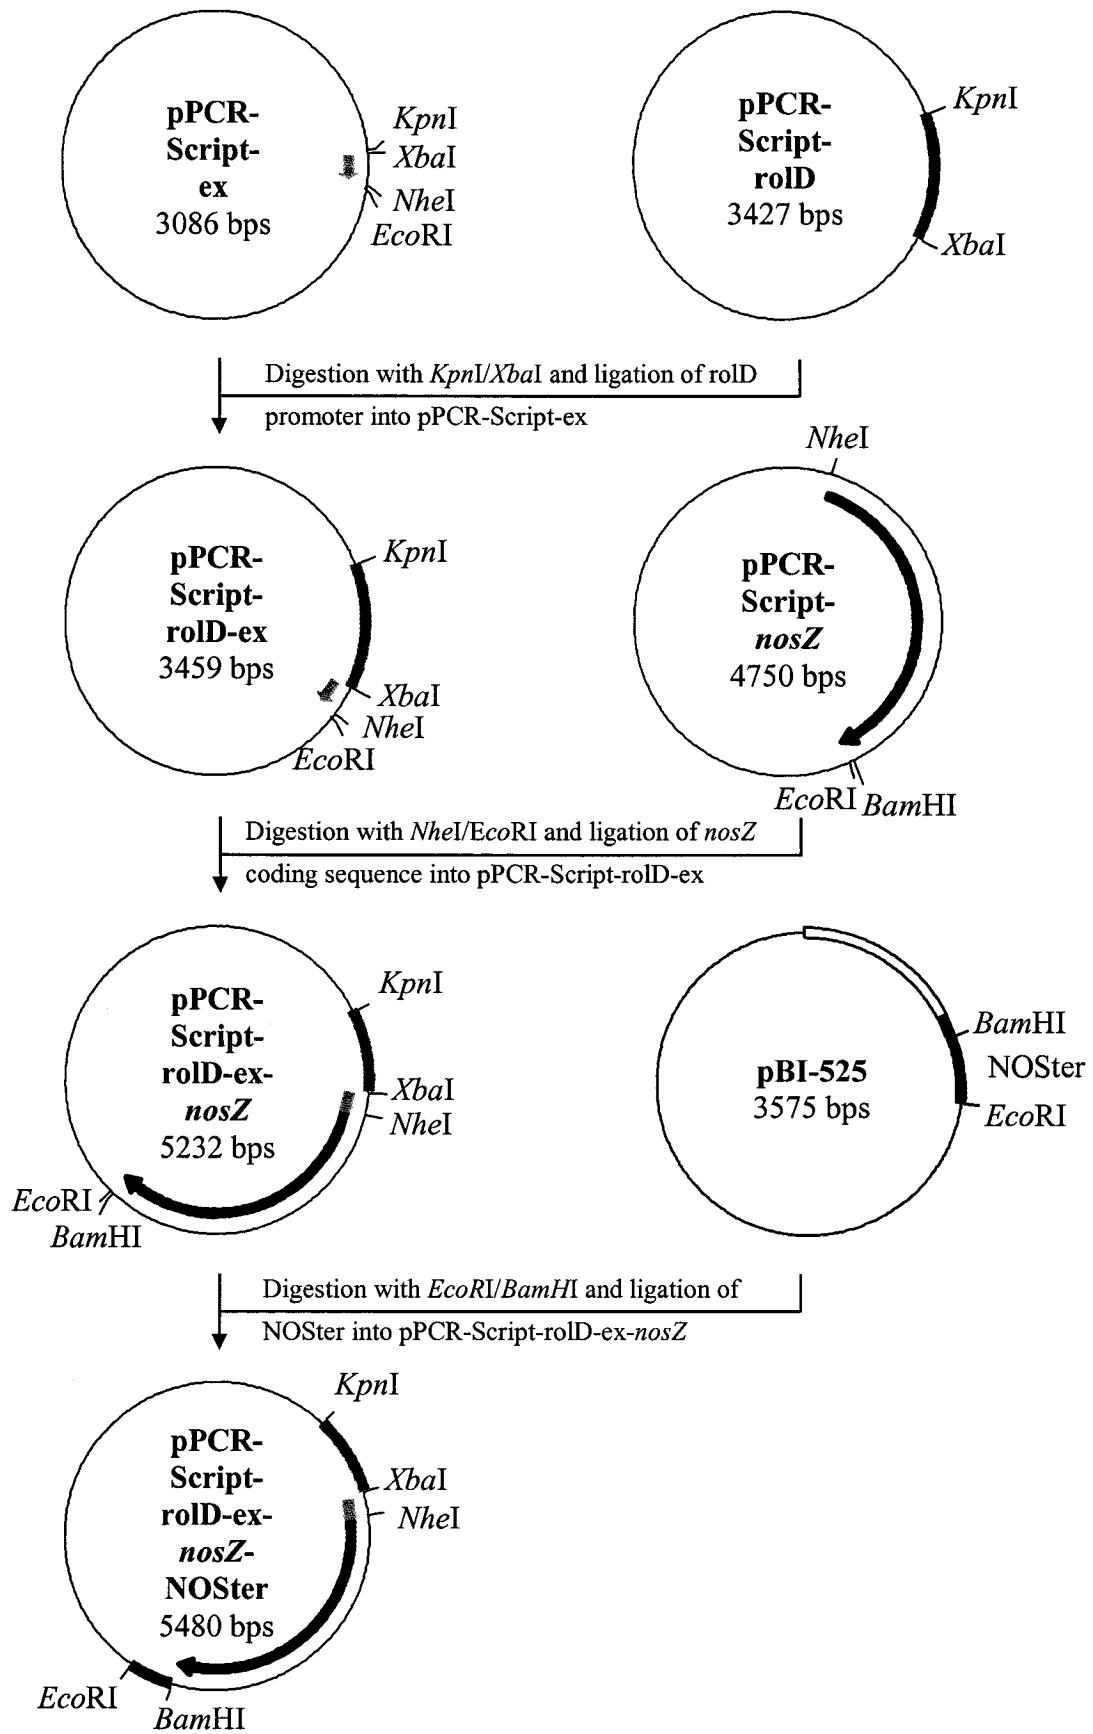 pPCR-
Script-
ex
3086 bps
KpnI
XbaI
NheI
EcoRI
pPCR-
Script-
rolD
3427 bps
KpnI
XbaI
Digestion with KpnI/XbaI and ligation of rolD
promoter into pPCR-Script-ex
pPCR-
Script-
rolD-ex
3459 bps
KpnI
XbaI
NheI
EcoRI
NheI
pPCR-
Script-
nosZ
4750 bps
EcoRI BamHI
Digestion with NheI/EcoRI and ligation of nosZ
coding sequence into pPCR-Script-rolD-ex
pPCR-
Script-
rolD-ex-
nosZ
5232 bps
KpnI
XbaI
NheI
EcoRI
BamHI
pBI-525
3575 bps
BamHI
NOSter
EcoRI
Digestion with EcoRI/BamHI and ligation of
NOSter into pPCR-Script-rolD-ex-nosZ
KpnI
pPCR-
Script-
rolD-ex-
nosZ-
NOSter
5480 bps
XbaI
NheI
EcoRI
BamHI